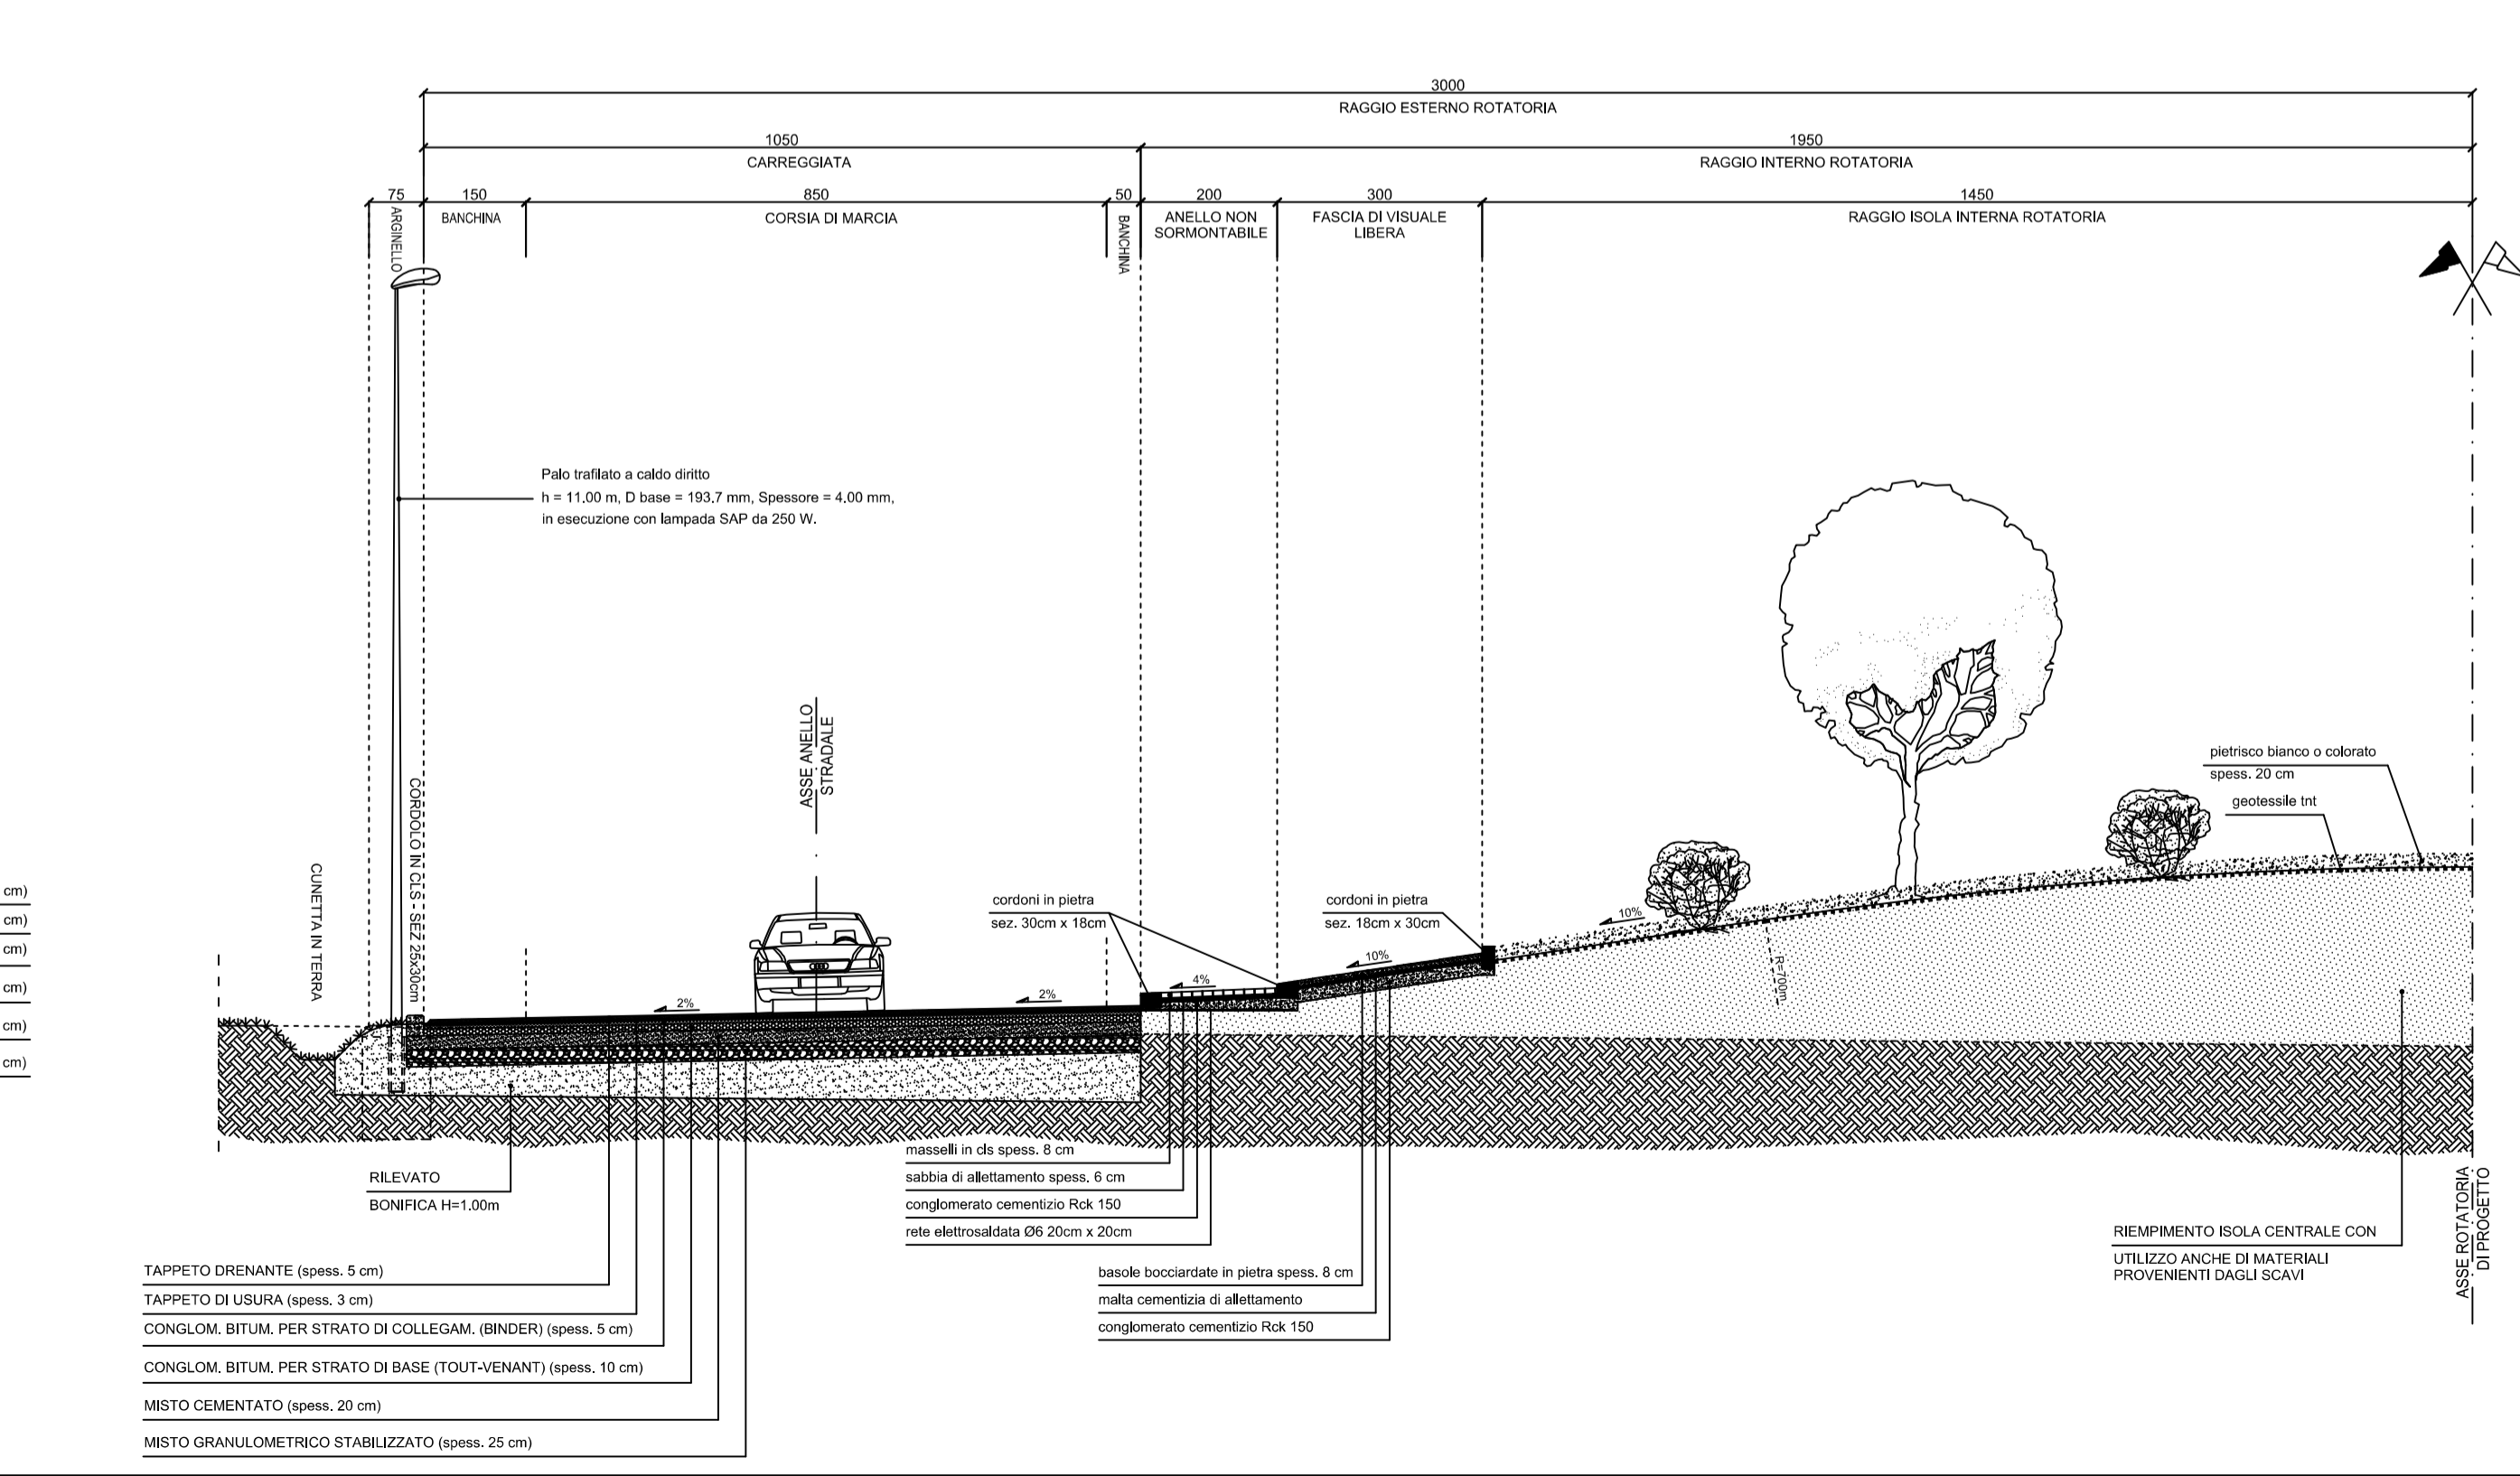 3000
RAGGIO ESTERNO ROTATORIA
1050
CARREGGIATA
1950
RAGGIO INTERNO ROTATORIA
75
ARGINELLO
150
BANCHINA
850
CORSIA DI MARCIA
50
BANCHINA
200
ANELLO NON
SORMONTABILE
300
FASCIA DI VISUALE
LIBERA
1450
RAGGIO ISOLA INTERNA ROTATORIA
Palo trafilato a caldo diritto
h = 11.00 m, D base = 193.7 mm, Spessore = 4.00 mm,
in esecuzione con lampada SAP da 250 W.
ASSE ANELLO
STRADALE
CORDOLO IN CLS - SEZ 25x30cm
CUNETTA IN TERRA
pietrisco bianco o colorato
spess. 20 cm
geotessile tnt
cordoni in pietra
sez. 30cm x 18cm
cordoni in pietra
sez. 18cm x 30cm
cm)
cm)
cm)
cm)
cm)
cm)
2%
2%
4%
10%
10%
R=700m
masselli in cls spess. 8 cm
sabbia di allettamento spess. 6 cm
conglomerato cementizio Rck 150
rete elettrosaldata Ø6 20cm x 20cm
RILEVATO
BONIFICA H=1.00m
basole bocciardate in pietra spess. 8 cm
malta cementizia di allettamento
conglomerato cementizio Rck 150
RIEMPIMENTO ISOLA CENTRALE CON
UTILIZZO ANCHE DI MATERIALI
PROVENIENTI DAGLI SCAVI
ASSE ROTATORIA
DI PROGETTO
TAPPETO DRENANTE (spess. 5 cm)
TAPPETO DI USURA (spess. 3 cm)
CONGLOM. BITUM. PER STRATO DI COLLEGAM. (BINDER) (spess. 5 cm)
CONGLOM. BITUM. PER STRATO DI BASE (TOUT-VENANT) (spess. 10 cm)
MISTO CEMENTATO (spess. 20 cm)
MISTO GRANULOMETRICO STABILIZZATO (spess. 25 cm)